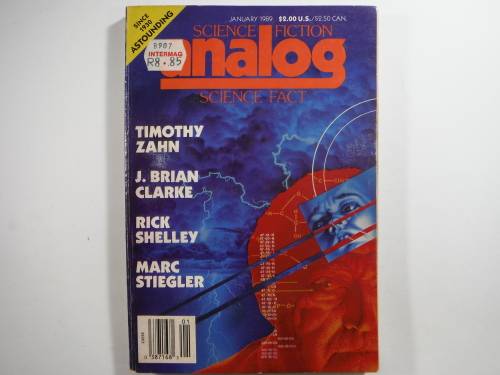 SINCE
1930
ASTOUNDING
JANUARY 1989 $2.00 U.S./$2.50 CAN.
8907
INTERMAG
R8.85
SCIENCE FICTION
analog
SCIENCE FACT
TIMOTHY
ZAHN
J. BRIAN
CLARKE
RICK
SHELLEY
MARC
STIEGLER
01